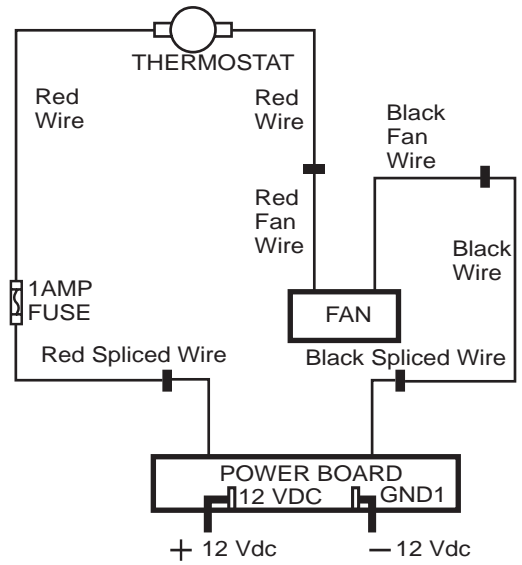 THERMOSTAT
Red
Wire
Red
Wire
Black
Fan
Wire
Red
Fan
Wire
Black
Wire
1AMP
FUSE
FAN
Red Spliced Wire
Black Spliced Wire
POWER BOARD
12 VDC
GND1
+ 12 Vdc
— 12 Vdc